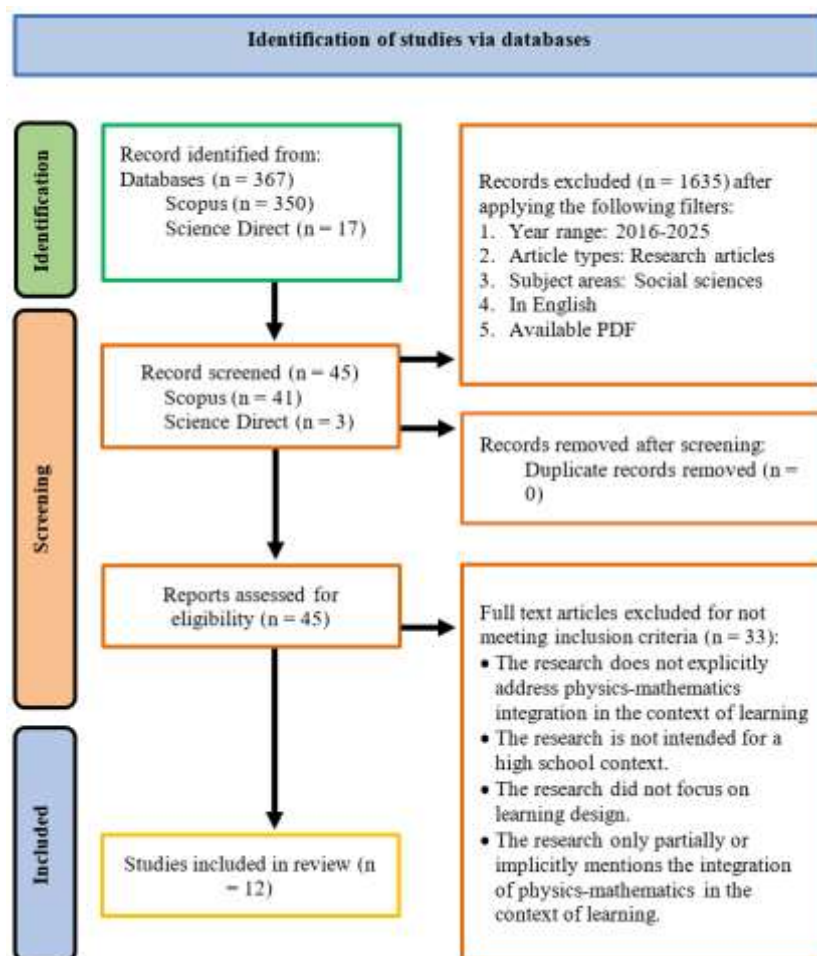 Identification of studies via databases
Identification
Record identified from:
Databases (n = 367)
Scopus (n = 350)
Science Direct (n = 17)
Records excluded (n = 1635) after
applying the following filters:
1. Year range: 2016-2025
2. Article types: Research articles
3. Subject areas: Social sciences
4. In English
5. Available PDF
Screening
Record screened (n = 45)
Scopus (n = 41)
Science Direct (n = 3)
Records removed after screening:
Duplicate records removed (n =
0)
Reports assessed for
eligibility (n = 45)
Full text articles excluded for not
meeting inclusion criteria (n = 33):
• The research does not explicitly
address physics-mathematics
integration in the context of learning
• The research is not intended for a
high school context.
• The research did not focus on
learning design.
• The research only partially or
implicitly mentions the integration
of physics-mathematics in the
context of learning.
Included
Studies included in review (n
= 12)